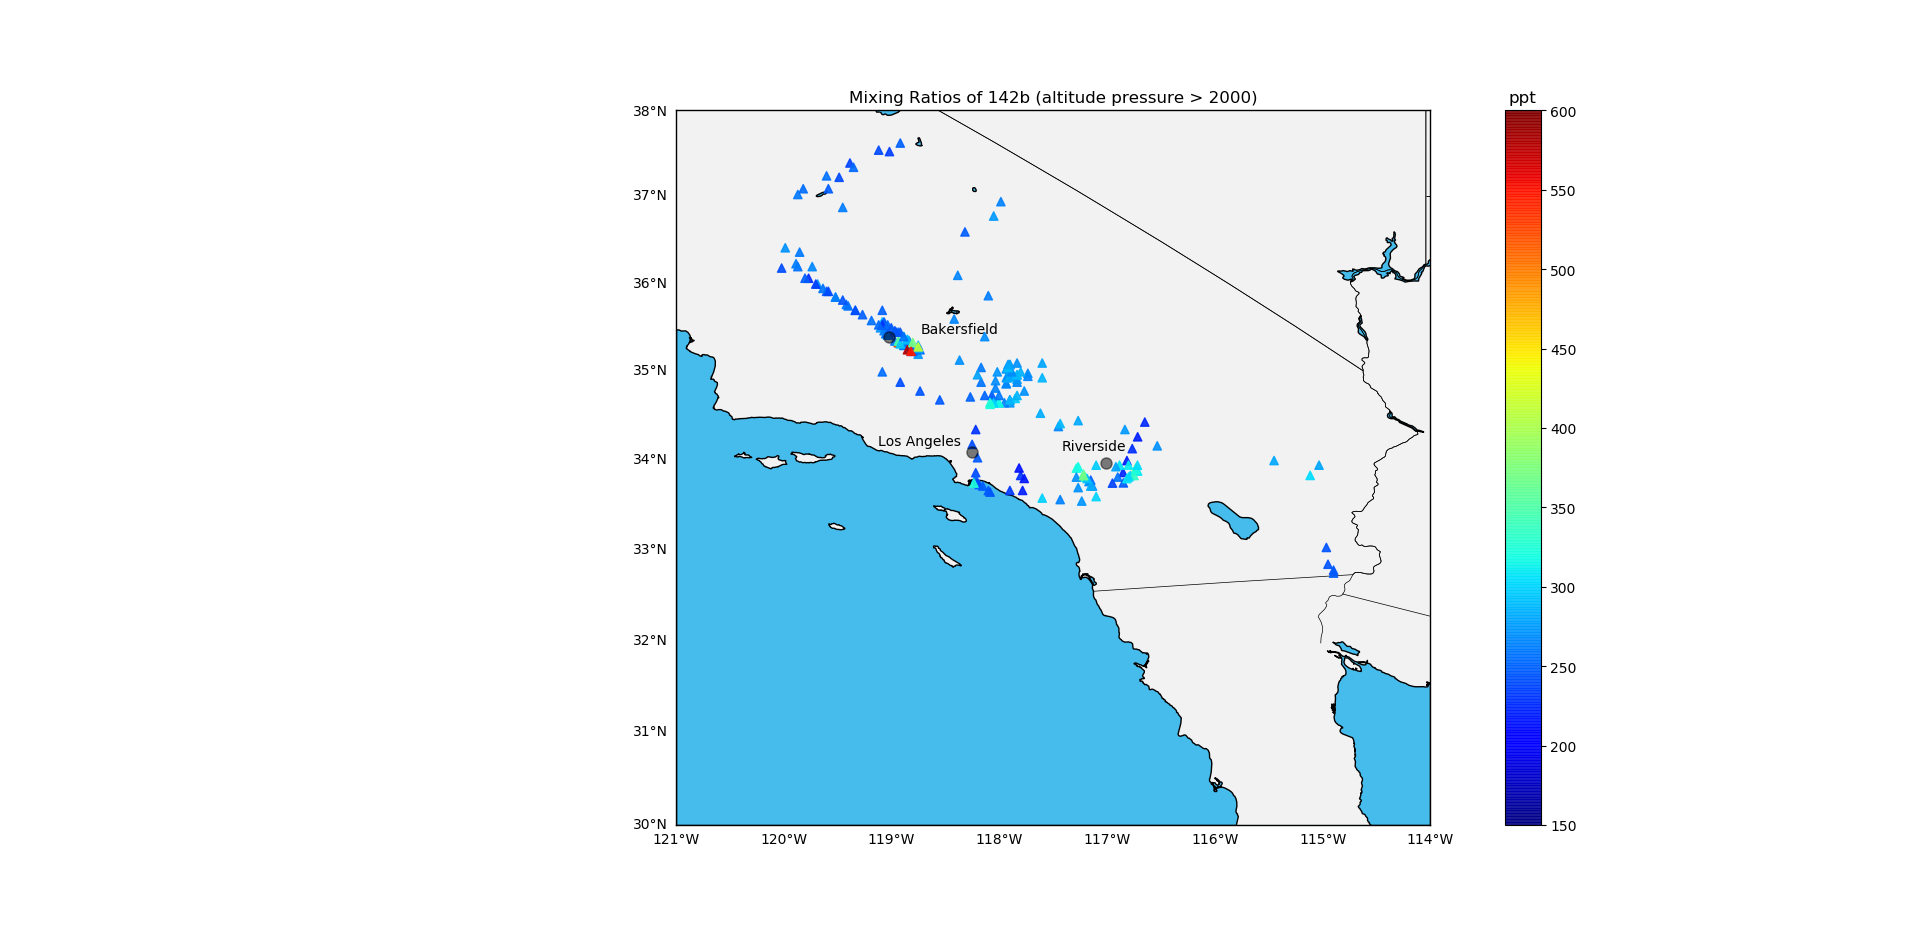 Mixing Ratios of 142b (altitude pressure > 2000)
ppt
38°N
37°N
36°N
35°N
34°N
33°N
32°N
31°N
30°N
Bakersfield
Los Angeles
Riverside
121°W
120°W
119°W
118°W
117°W
116°W
115°W
114°W
600
550
500
450
400
350
300
250
200
150